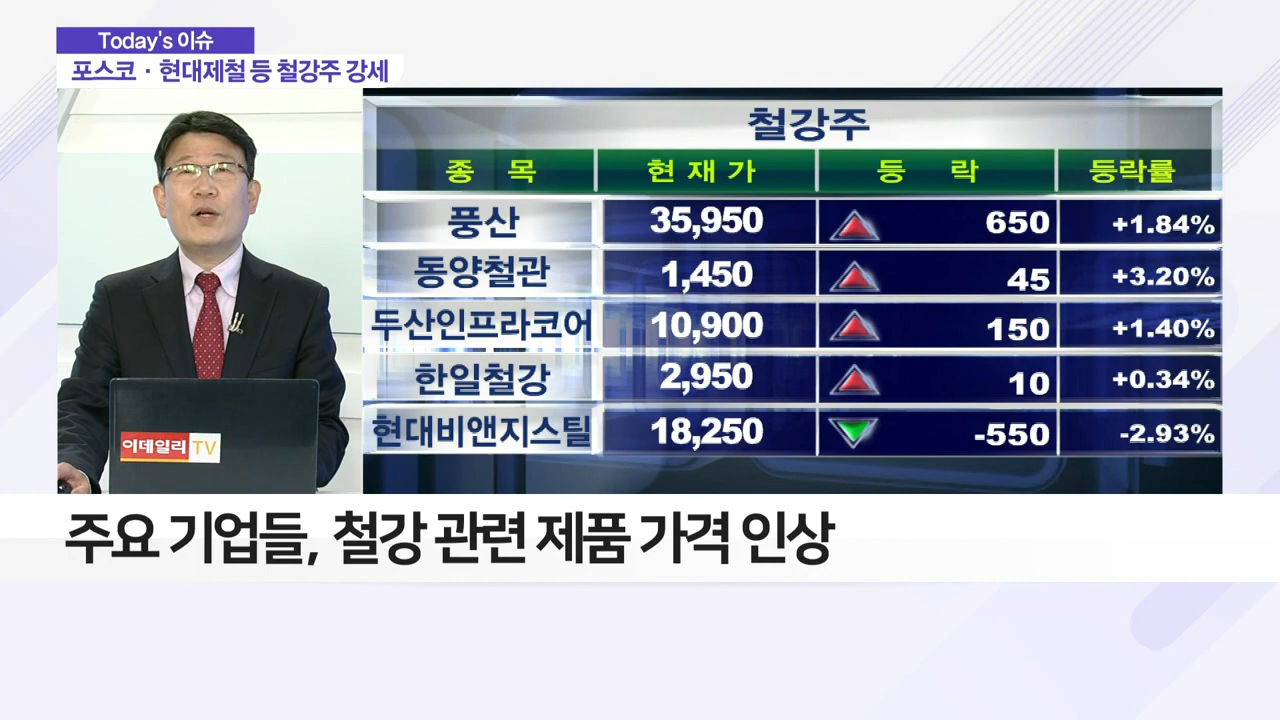 Today's 이슈
포스코 · 현대제철 등 철강주 강세
철강주
종 목 현 재 가 등 락 등락률
풍산 35,950 650 +1.84%
동양철관 1,450 45 +3.20%
두산인프라코어 10,900 150 +1.40%
한일철강 2,950 10 +0.34%
현대비앤지스틸 18,250 -550 -2.93%
이데일리 TV
주요 기업들, 철강 관련 제품 가격 인상